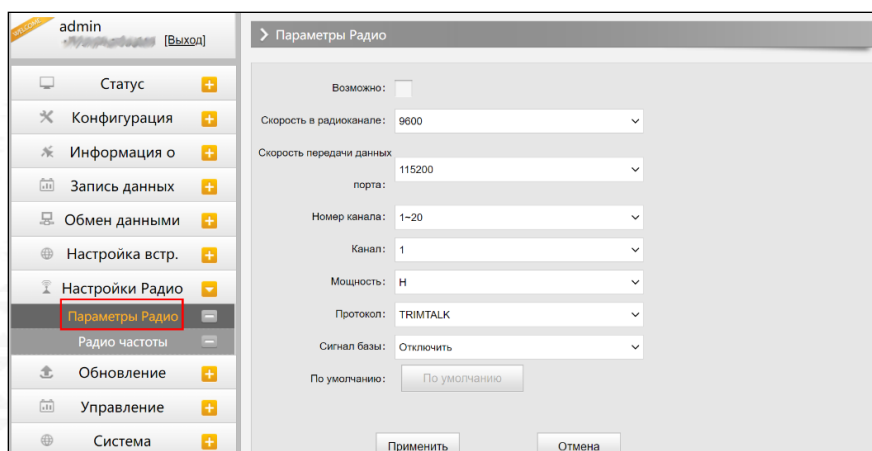 WELCOME
admin
[Выход]
Статус
Конфигурация
Информация о
Запись данных
Обмен данными
Настройка встр.
Настройки Радио
Параметры Радио
Радио частоты
Обновление
Управление
Система
Параметры Радио
Возможно:
Скорость в радиоканале: 9600
Скорость передачи данных
порта: 115200
Номер канала: 1~20
Канал: 1
Мощность: H
Протокол: TRIMTALK
Сигнал базы: Отключить
По умолчанию: По умолчанию
Применить Отмена